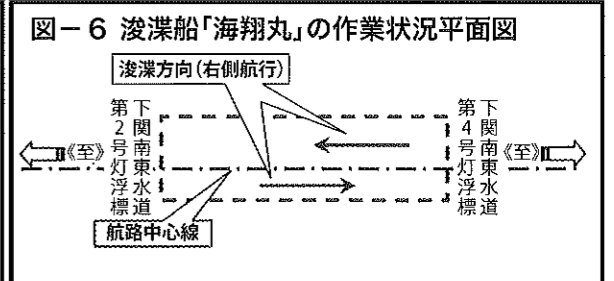 図－6 浚渫船「海翔丸」の作業状況平面図
浚渫方向(右側航行)
下関南東水道
第2号灯浮標
下関南東水道
第4号灯浮標
《至》
《至》
航路中心線